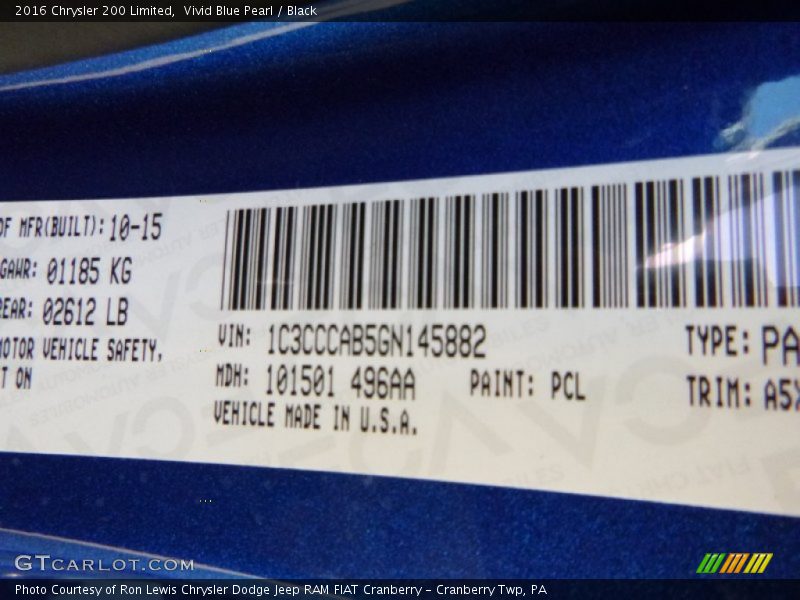 2016 Chrysler 200 Limited,  Vivid Blue Pearl / Black
OF MFR(BUILT): 10-15
GAWR: 01185 KG
REAR: 02612 LB
MOTOR VEHICLE SAFETY,
T ON
VIN: 1C3CCCAB5GN145882
MDH: 101501 496AA
PAINT: PCL
VEHICLE MADE IN U.S.A.
TYPE: PA
TRIM: A5X
GTCARLOT.COM
Photo Courtesy of Ron Lewis Chrysler Dodge Jeep RAM FIAT Cranberry - Cranberry Twp, PA